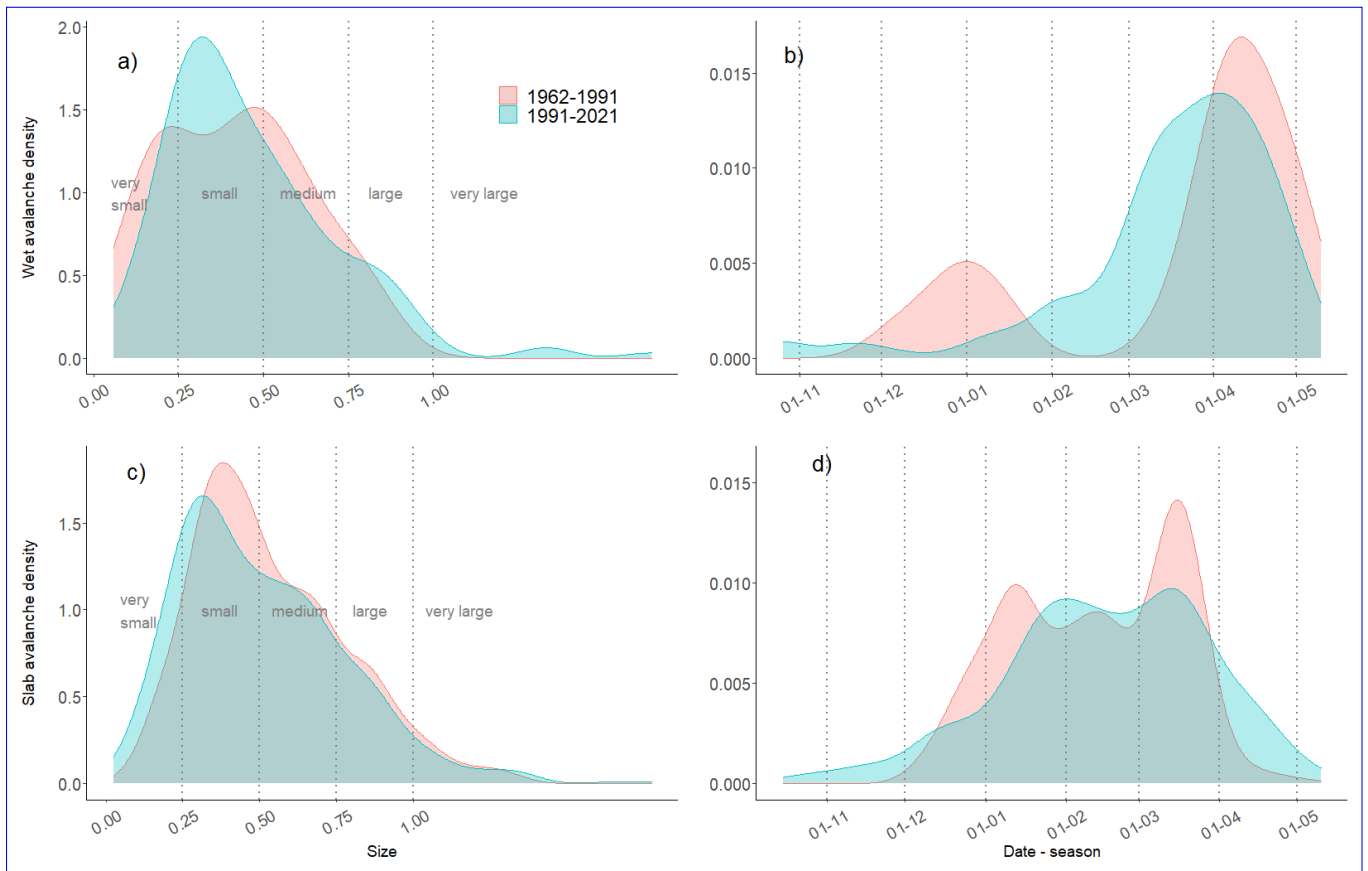 a)
Wet avalanche density
2.0
1.5
1.0
0.5
0.0
1962-1991
1991-2021
very
small
small
medium
large
very large
0.00
0.25
0.50
0.75
1.00
b)
0.015
0.010
0.005
0.000
01-11
01-12
01-01
01-02
01-03
01-04
01-05
c)
Slab avalanche density
1.5
1.0
0.5
0.0
very
small
small
medium
large
very large
0.00
0.25
0.50
0.75
1.00
Size
d)
0.015
0.010
0.005
0.000
01-11
01-12
01-01
01-02
01-03
01-04
01-05
Date - season